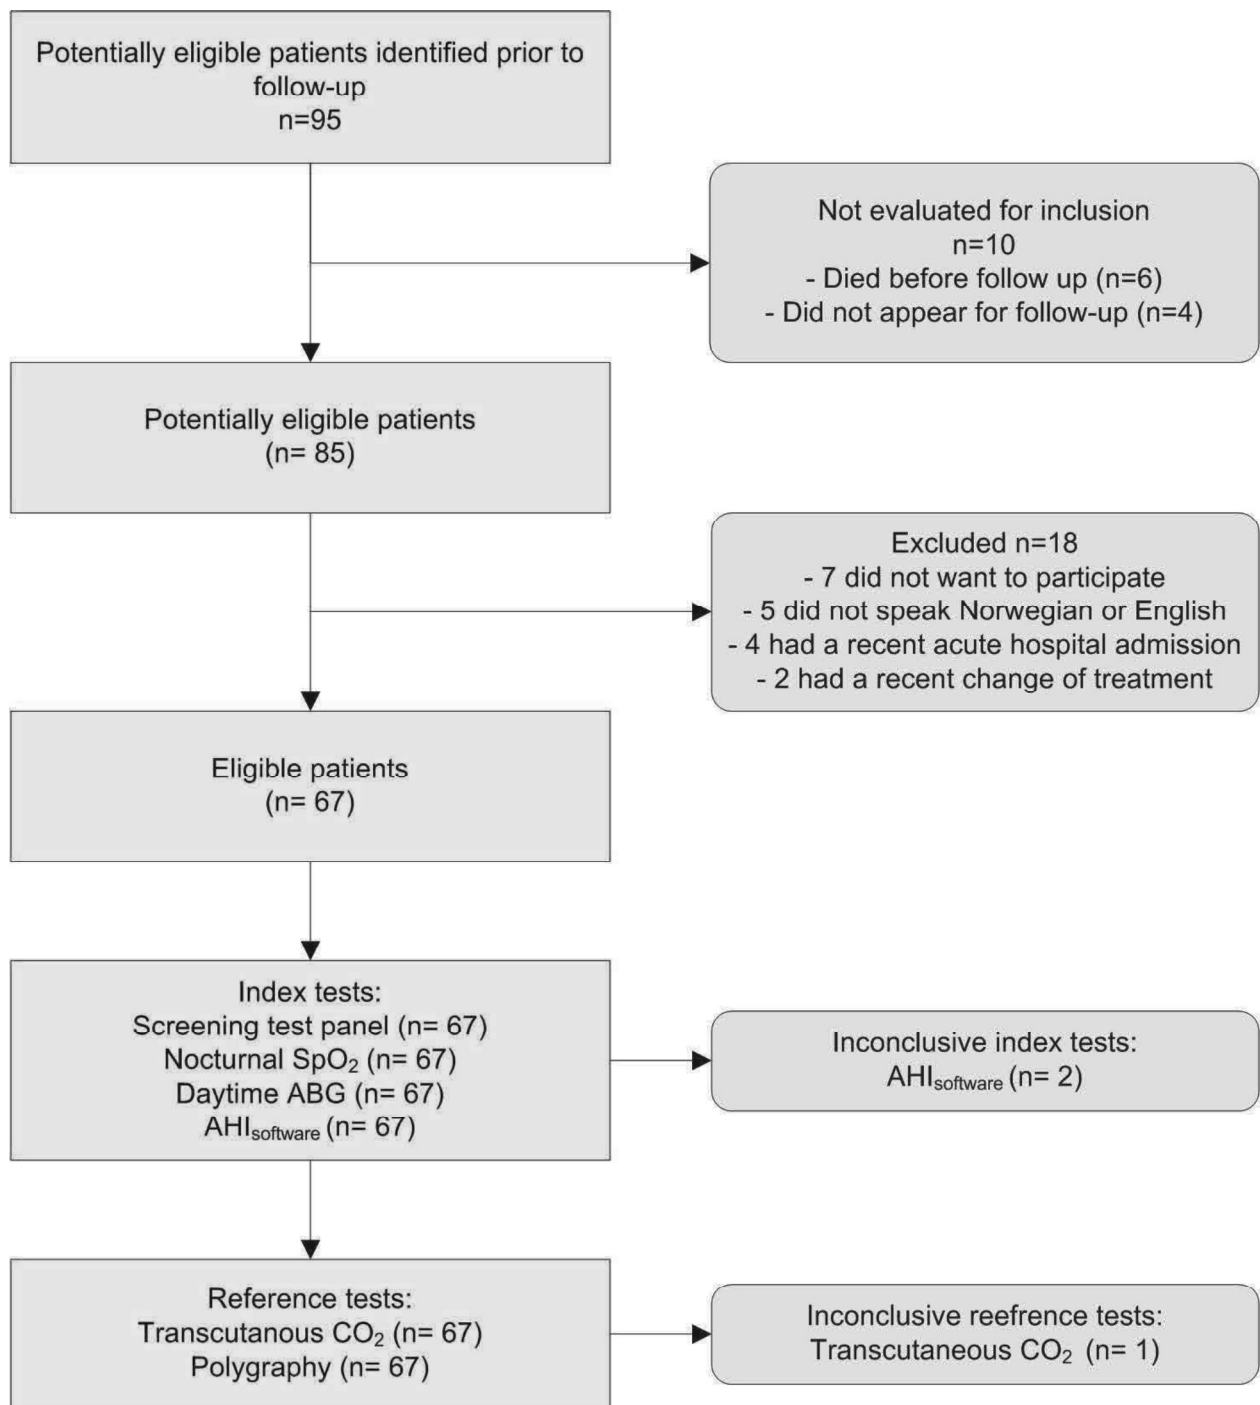 Potentially eligible patients identified prior to
follow-up
n=95
Not evaluated for inclusion
n=10
- Died before follow up (n=6)
- Did not appear for follow-up (n=4)
Potentially eligible patients
(n= 85)
Excluded n=18
- 7 did not want to participate
- 5 did not speak Norwegian or English
- 4 had a recent acute hospital admission
- 2 had a recent change of treatment
Eligible patients
(n= 67)
Index tests:
Screening test panel (n= 67)
Nocturnal SpO₂ (n= 67)
Daytime ABG (n= 67)
AHIsoftware (n= 67)
Inconclusive index tests:
AHIsoftware (n= 2)
Reference tests:
Transcutanous CO₂ (n= 67)
Polygraphy (n= 67)
Inconclusive reefrence tests:
Transcutaneous CO₂ (n= 1)